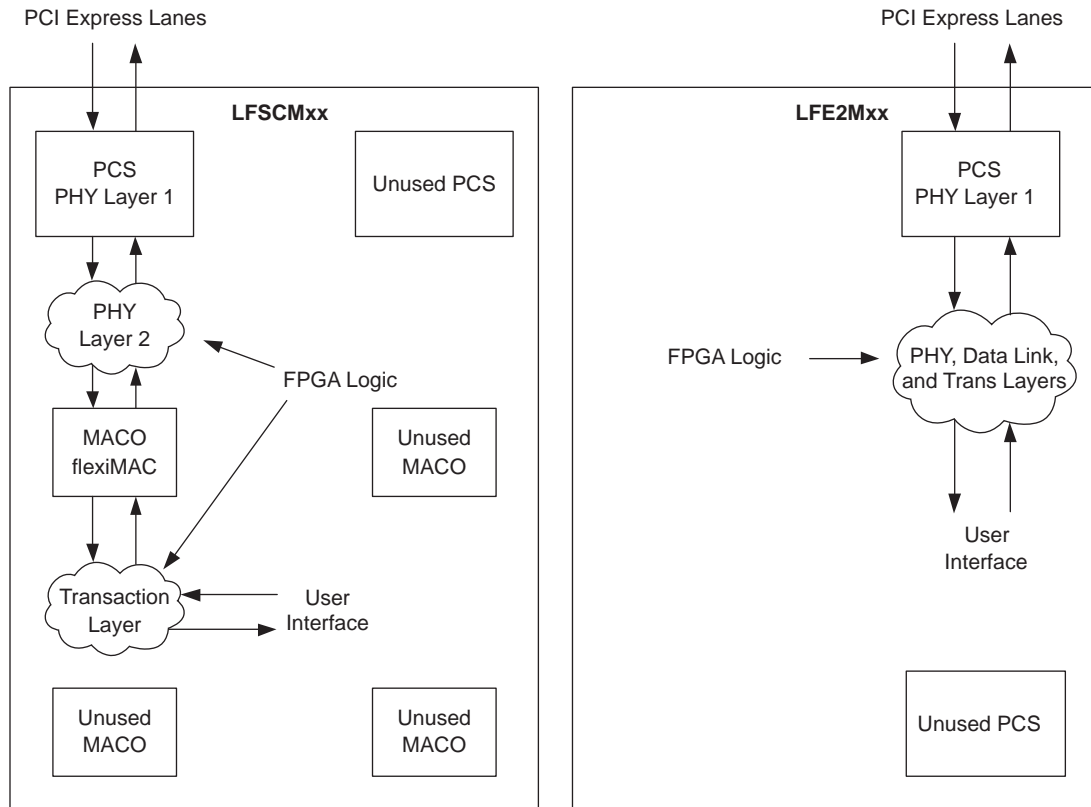 PCI Express Lanes
LFSCMxx
PCS
PHY Layer 1
Unused PCS
PHY
Layer 2
FPGA Logic
MACO
flexiMAC
Unused
MACO
Transaction
Layer
User
Interface
Unused
MACO
Unused
MACO
PCI Express Lanes
LFE2Mxx
PCS
PHY Layer 1
FPGA Logic
PHY, Data Link,
and Trans Layers
User
Interface
Unused PCS